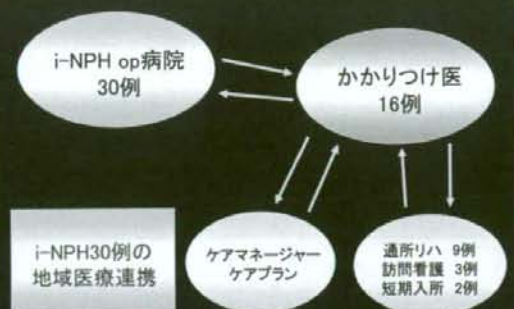 i-NPH op病院
30例
かかりつけ医
16例
i-NPH30例の
地域医療連携
ケアマネージャー
ケアプラン
通所リハ 9例
訪問看護 3例
短期入所 2例